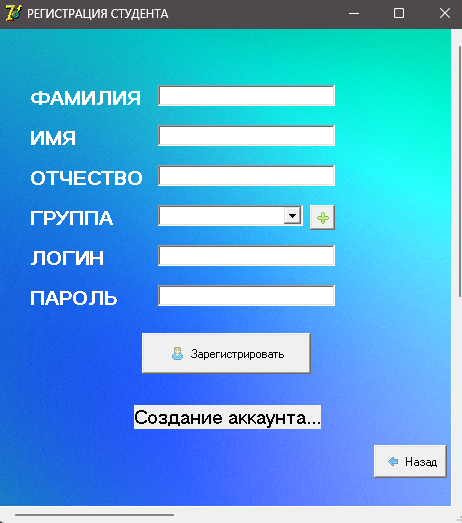 РЕГИСТРАЦИЯ СТУДЕНТА
ФАМИЛИЯ
ИМЯ
ОТЧЕСТВО
ГРУППА
ЛОГИН
ПАРОЛЬ
Зарегистрировать
Создание аккаунта...
Назад